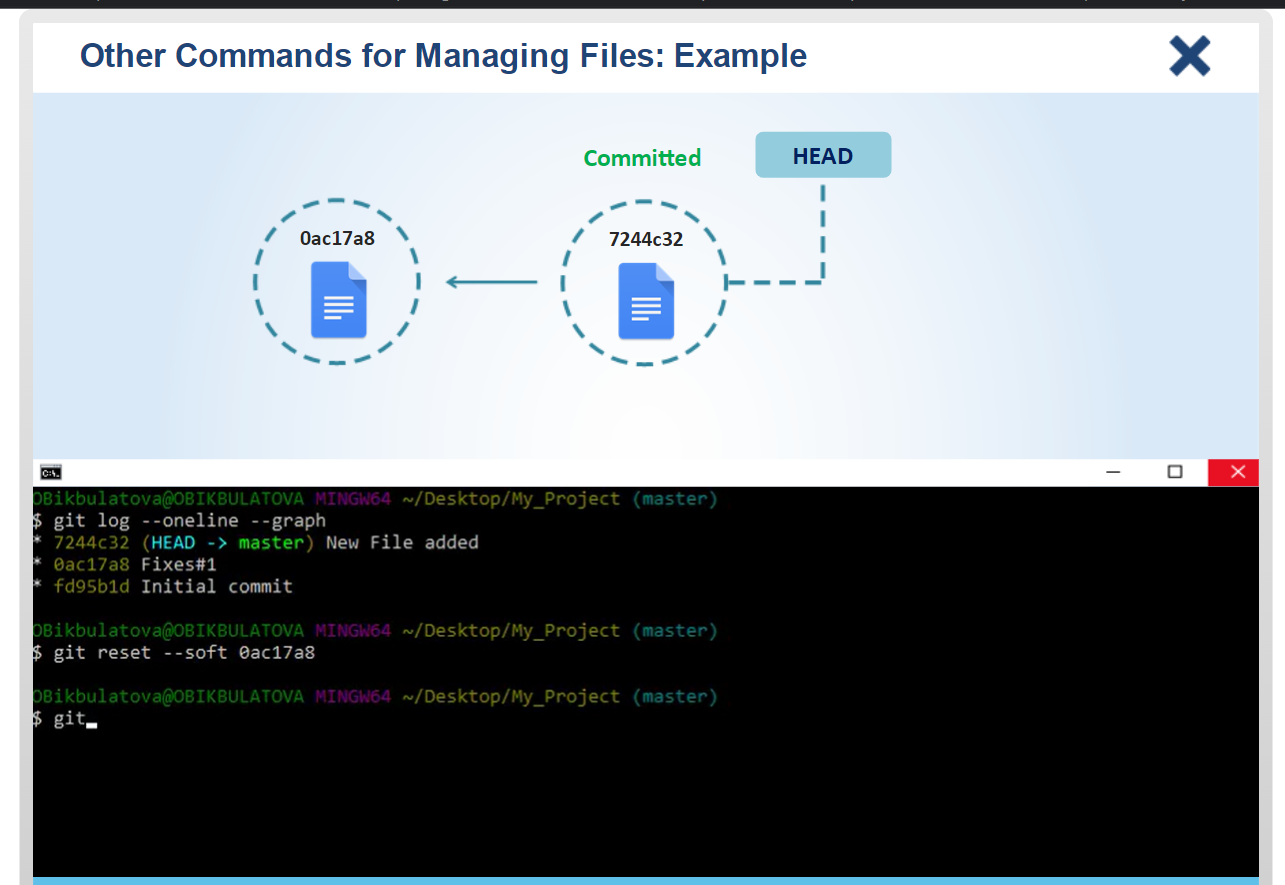 Other Commands for Managing Files: Example
Committed
HEAD
0ac17a8
7244c32
C:\.
OBikbulatova@OBIKBULATOVA MINGW64 ~/Desktop/My_Project (master)
$ git log --oneline --graph
* 7244c32 (HEAD -> master) New File added
* 0ac17a8 Fixes#1
* fd95b1d Initial commit
OBikbulatova@OBIKBULATOVA MINGW64 ~/Desktop/My_Project (master)
$ git reset --soft 0ac17a8
OBikbulatova@OBIKBULATOVA MINGW64 ~/Desktop/My_Project (master)
$ git_